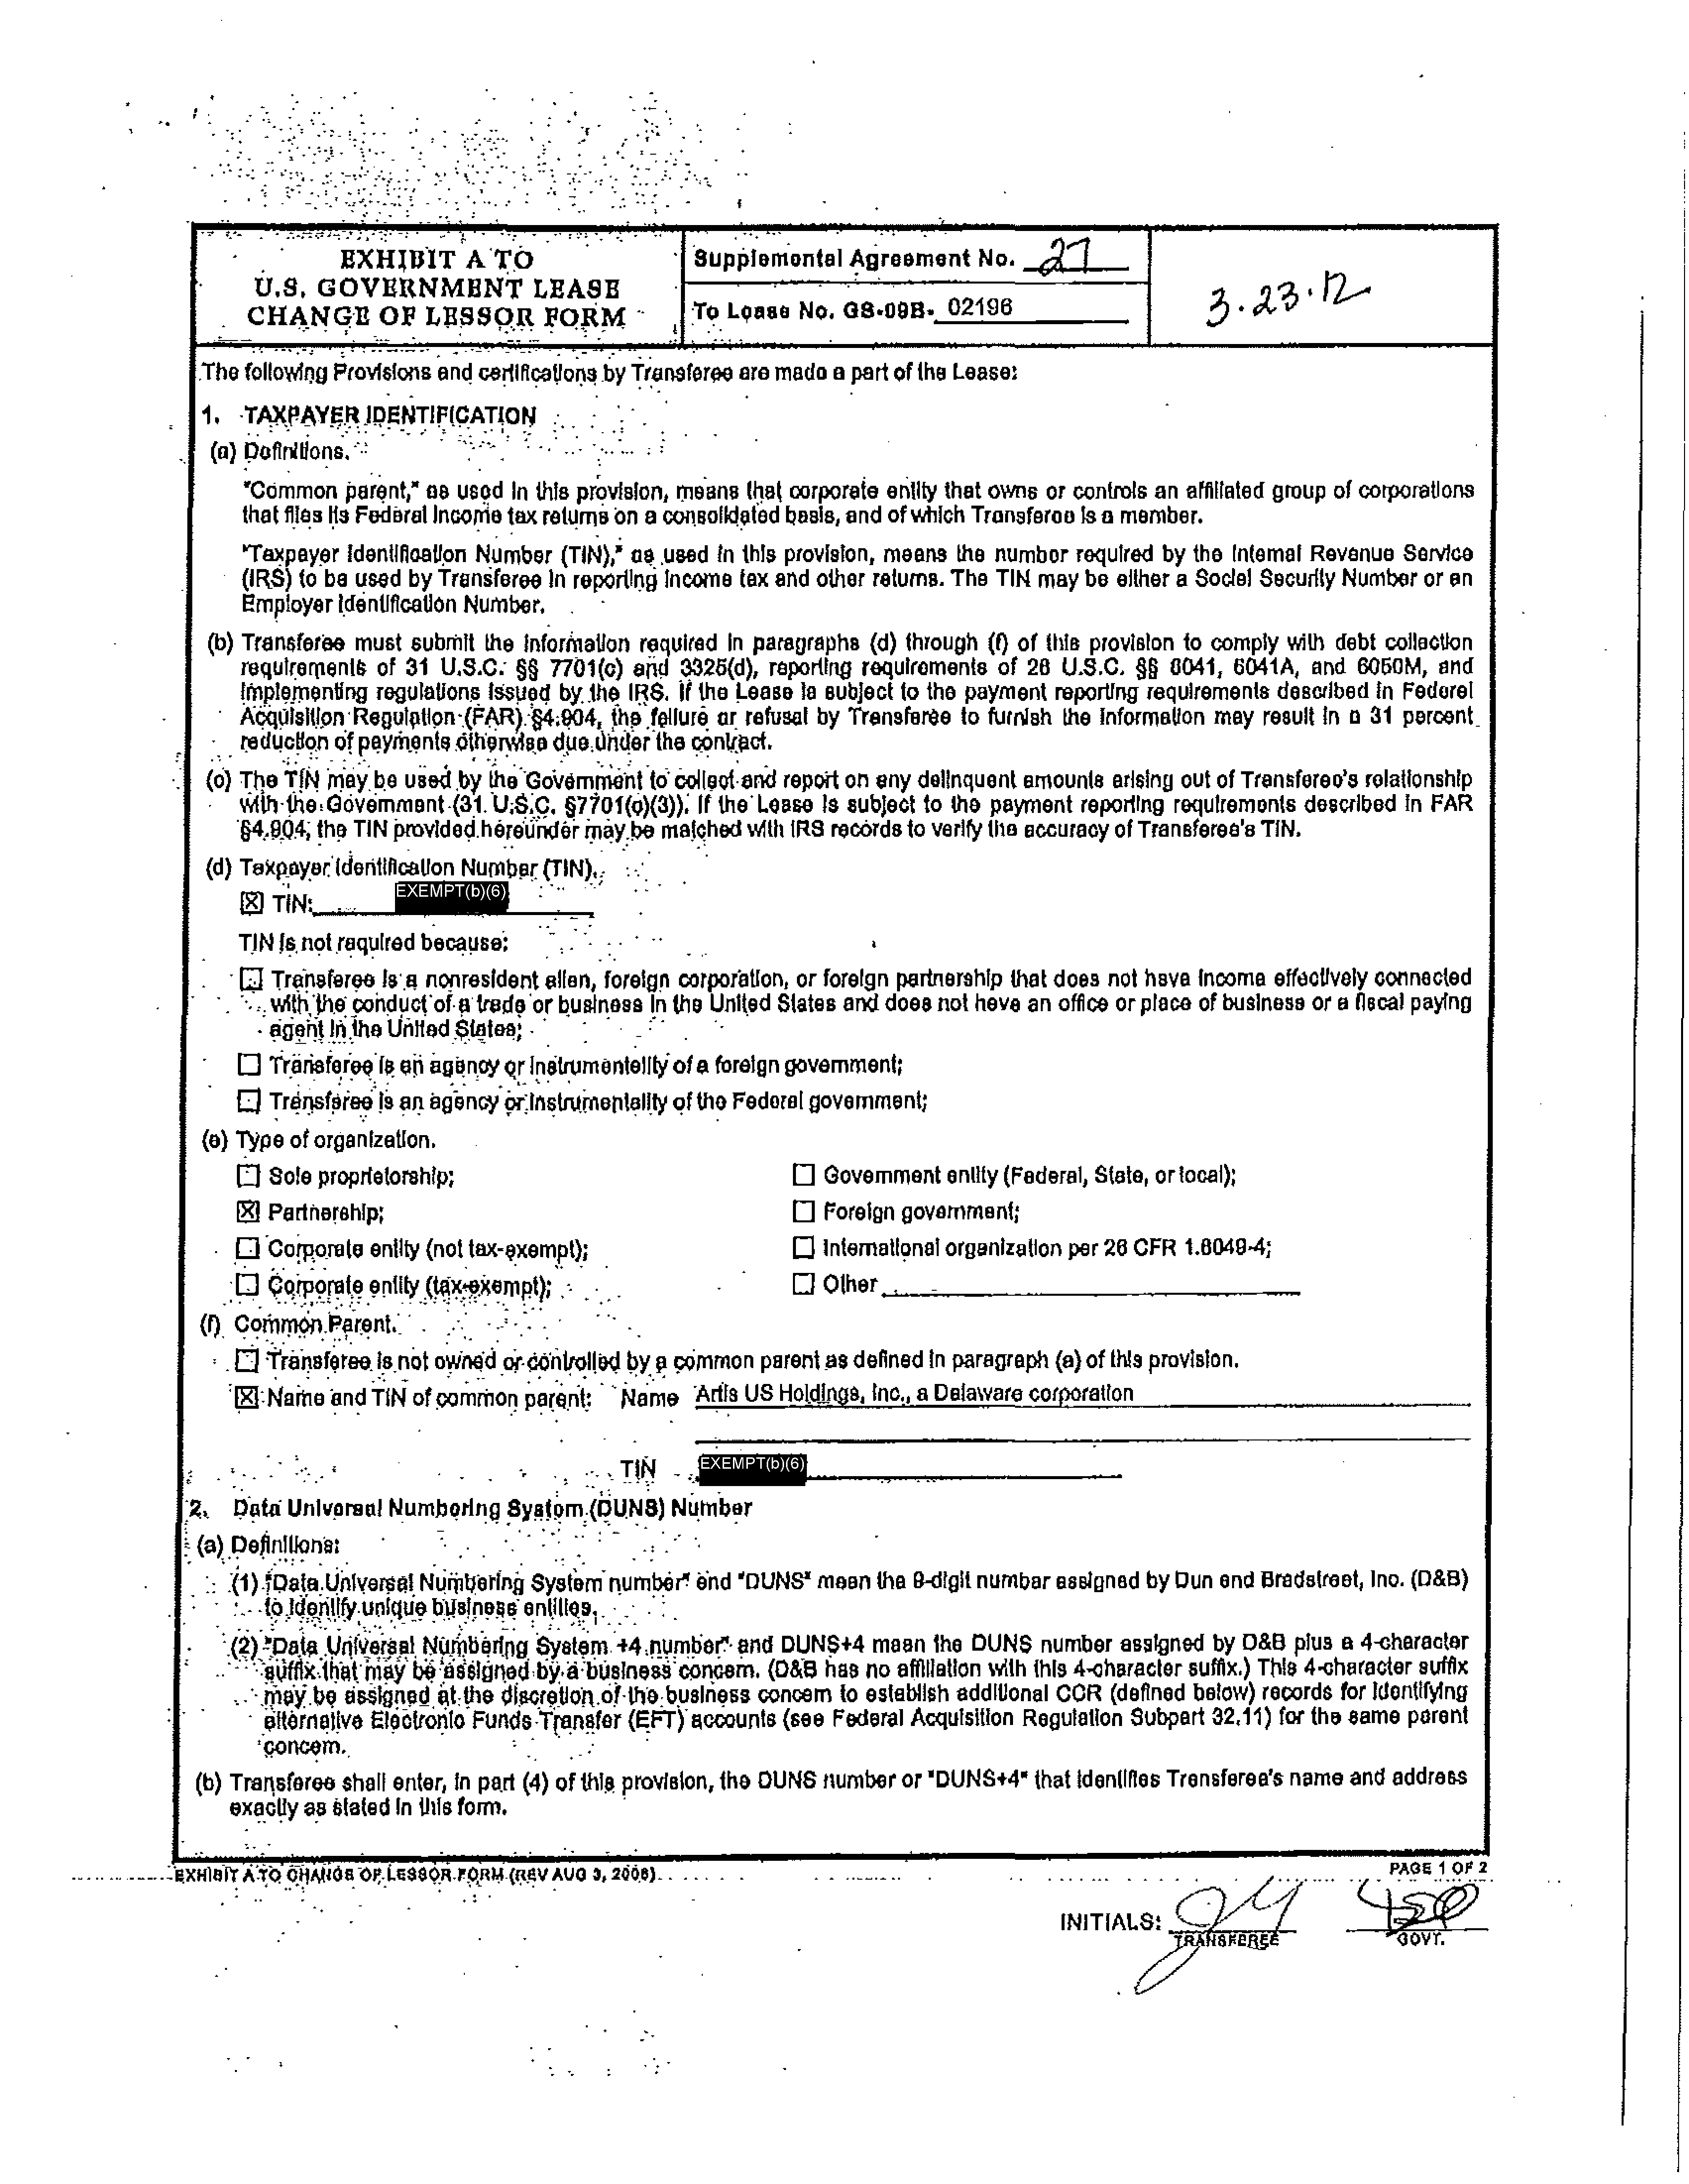 EXHIBIT A TO
U.S. GOVERNMENT LEASE
CHANGE OF LESSOR FORM
Supplemental Agreement No. 27
To Lease No. GS-09B- 02196
3.23.12
The following Provisions and certifications by Transferee are made a part of the Lease:
1. TAXPAYER IDENTIFICATION
(a) Definitions.
"Common parent," as used in this provision, means that corporate entity that owns or controls an affiliated group of corporations
that files its Federal Income tax returns on a consolidated basis, and of which Transferee is a member.
"Taxpayer Identification Number (TIN)," as used in this provision, means the number required by the Internal Revenue Service
(IRS) to be used by Transferee in reporting income tax and other returns. The TIN may be either a Social Security Number or an
Employer Identification Number.
(b) Transferee must submit the information required in paragraphs (d) through (f) of this provision to comply with debt collection
requirements of 31 U.S.C. §§ 7701(c) and 3325(d), reporting requirements of 26 U.S.C. §§ 6041, 6041A, and 6050M, and
implementing regulations issued by the IRS. If the Lease is subject to the payment reporting requirements described in Federal
Acquisition Regulation (FAR) §4.904, the failure or refusal by Transferee to furnish the information may result in a 31 percent
reduction of payments otherwise due under the contract.
(c) The TIN may be used by the Government to collect and report on any delinquent amounts arising out of Transferee's relationship
with the Government (31 U.S.C. §7701(c)(3)). If the Lease is subject to the payment reporting requirements described in FAR
§4.904, the TIN provided hereunder may be matched with IRS records to verify the accuracy of Transferee's TIN.
(d) Taxpayer Identification Number (TIN).
☒ TIN: EXEMPT(b)(6)
TIN is not required because:
☐ Transferee is a nonresident alien, foreign corporation, or foreign partnership that does not have income effectively connected
with the conduct of a trade or business in the United States and does not have an office or place of business or a fiscal paying
agent in the United States;
☐ Transferee is an agency or instrumentality of a foreign government;
☐ Transferee is an agency or instrumentality of the Federal government;
(e) Type of organization.
☐ Sole proprietorship; ☐ Government entity (Federal, State, or local);
☒ Partnership; ☐ Foreign government;
☐ Corporate entity (not tax-exempt); ☐ International organization per 26 CFR 1.6049-4;
☐ Corporate entity (tax-exempt); ☐ Other
(f) Common Parent.
☐ Transferee is not owned or controlled by a common parent as defined in paragraph (a) of this provision.
☒ Name and TIN of common parent: Name Artis US Holdings, Inc., a Delaware corporation
TIN EXEMPT(b)(6)
2. Data Universal Numbering System (DUNS) Number
(a) Definitions:
(1) "Data Universal Numbering System number" and "DUNS" mean the 9-digit number assigned by Dun and Bradstreet, Inc. (D&B)
to identify unique business entities.
(2) "Data Universal Numbering System +4 number" and DUNS+4 mean the DUNS number assigned by D&B plus a 4-character
suffix that may be assigned by a business concern. (D&B has no affiliation with this 4-character suffix.) This 4-character suffix
may be assigned at the discretion of the business concern to establish additional CCR (defined below) records for identifying
alternative Electronic Funds Transfer (EFT) accounts (see Federal Acquisition Regulation Subpart 32.11) for the same parent
concern.
(b) Transferee shall enter, in part (4) of this provision, the DUNS number or "DUNS+4" that identifies Transferee's name and address
exactly as stated in this form.
EXHIBIT A TO CHANGE OF LESSOR FORM (REV AUG 3, 2006)
PAGE 1 OF 2
INITIALS:
TRANSFEREE GOVT.